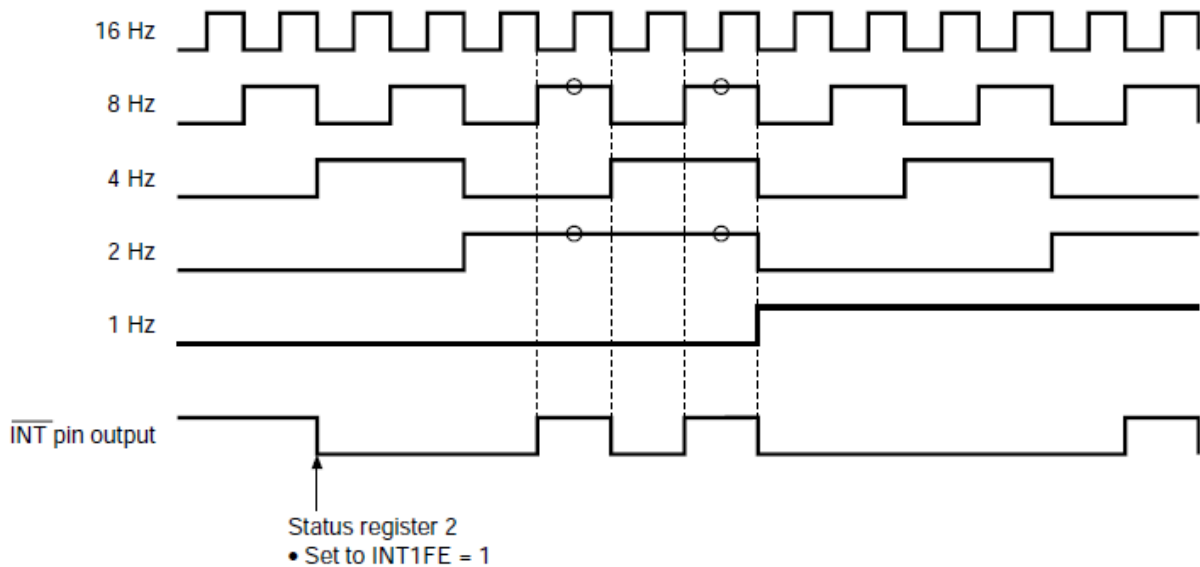 16 Hz
8 Hz
4 Hz
2 Hz
1 Hz
INT pin output
Status register 2
• Set to INT1FE = 1